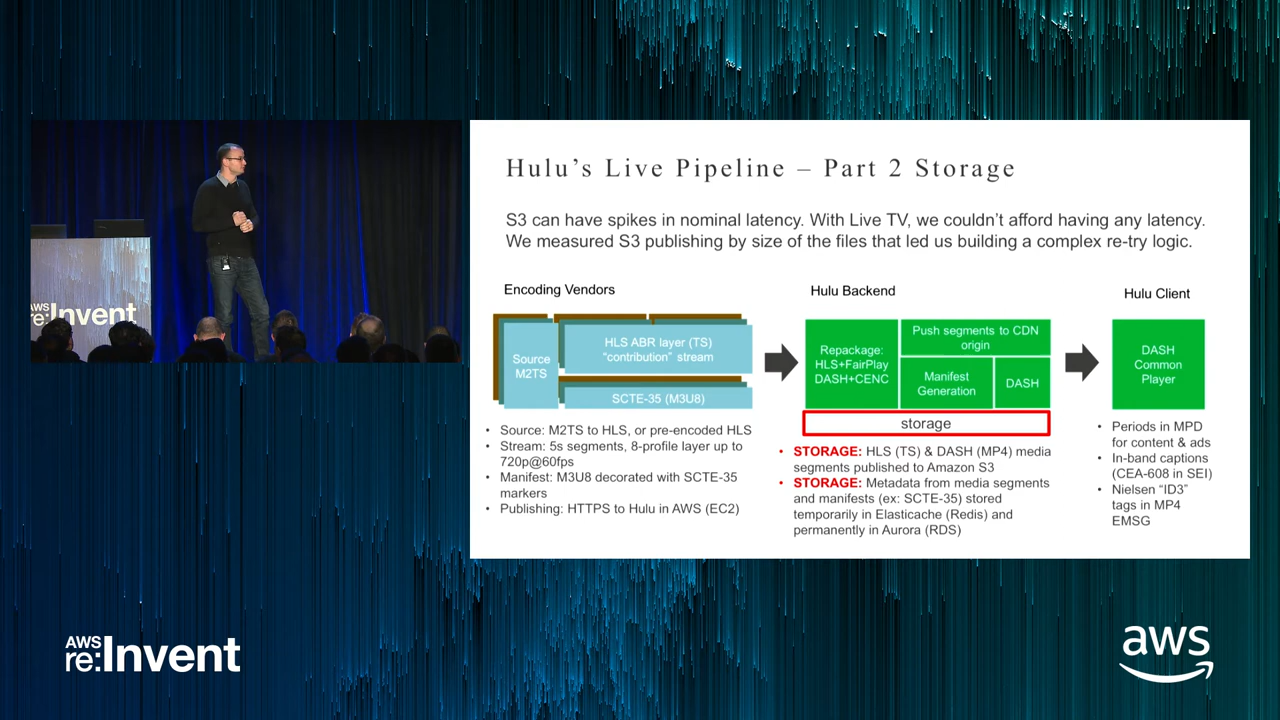 Hulu's Live Pipeline – Part 2 Storage
S3 can have spikes in nominal latency. With Live TV, we couldn't afford having any latency.
We measured S3 publishing by size of the files that led us building a complex re-try logic.
Encoding Vendors
Hulu Backend
Hulu Client
Source
M2TS
HLS ABR layer (TS)
"contribution" stream
SCTE-35 (M3U8)
Repackage:
HLS+FairPlay
DASH+CENC
Push segments to CDN
origin
Manifest
Generation
DASH
storage
DASH
Common
Player
• Source: M2TS to HLS, or pre-encoded HLS
• Stream: 5s segments, 8-profile layer up to
720p@60fps
• Manifest: M3U8 decorated with SCTE-35
markers
• Publishing: HTTPS to Hulu in AWS (EC2)
• STORAGE: HLS (TS) & DASH (MP4) media
segments published to Amazon S3
• STORAGE: Metadata from media segments
and manifests (ex: SCTE-35) stored
temporarily in Elasticache (Redis) and
permanently in Aurora (RDS)
• Periods in MPD
for content & ads
• In-band captions
(CEA-608 in SEI)
• Nielsen "ID3"
tags in MP4
EMSG
AWS
re:Invent
AWS
re:Invent
aws